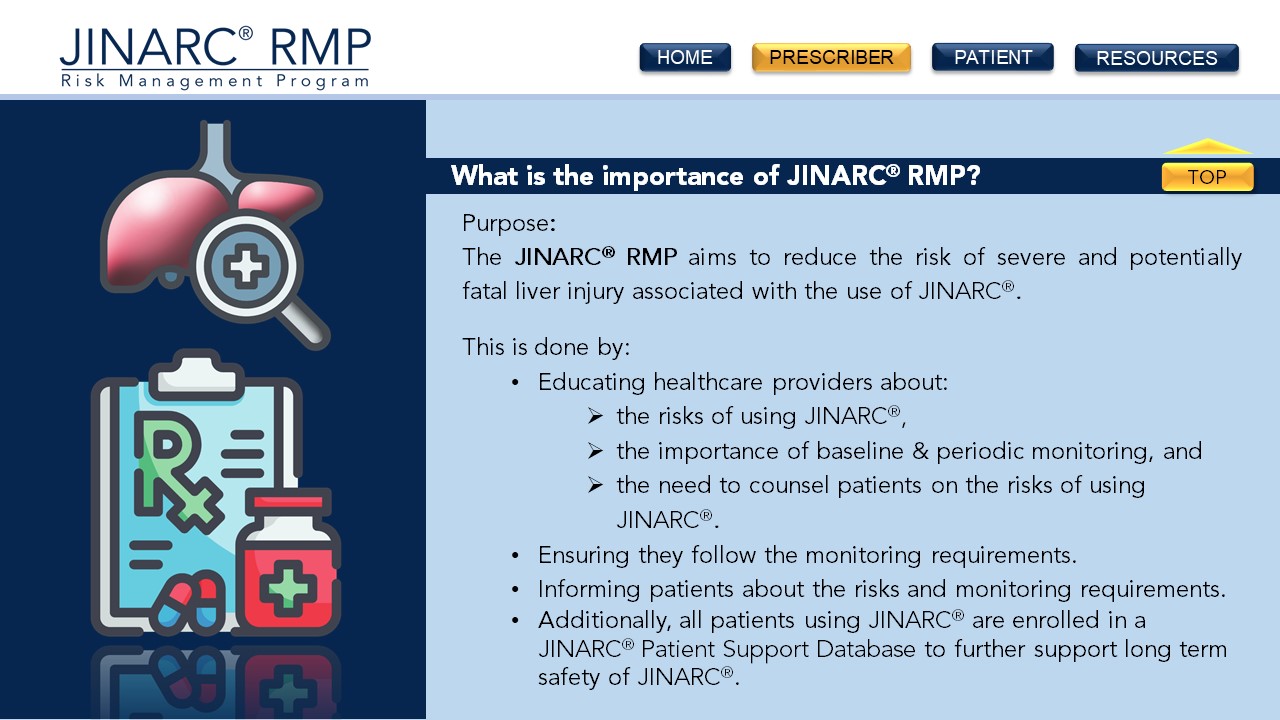 JINARC® RMP
Risk Management Program
HOME
PRESCRIBER
PATIENT
RESOURCES
What is the importance of JINARC® RMP?
TOP
Purpose:
The JINARC® RMP aims to reduce the risk of severe and potentially
fatal liver injury associated with the use of JINARC®.
This is done by:
• Educating healthcare providers about:
➢ the risks of using JINARC®,
➢ the importance of baseline & periodic monitoring, and
➢ the need to counsel patients on the risks of using
JINARC®.
• Ensuring they follow the monitoring requirements.
• Informing patients about the risks and monitoring requirements.
• Additionally, all patients using JINARC® are enrolled in a
JINARC® Patient Support Database to further support long term
safety of JINARC®.
Rx